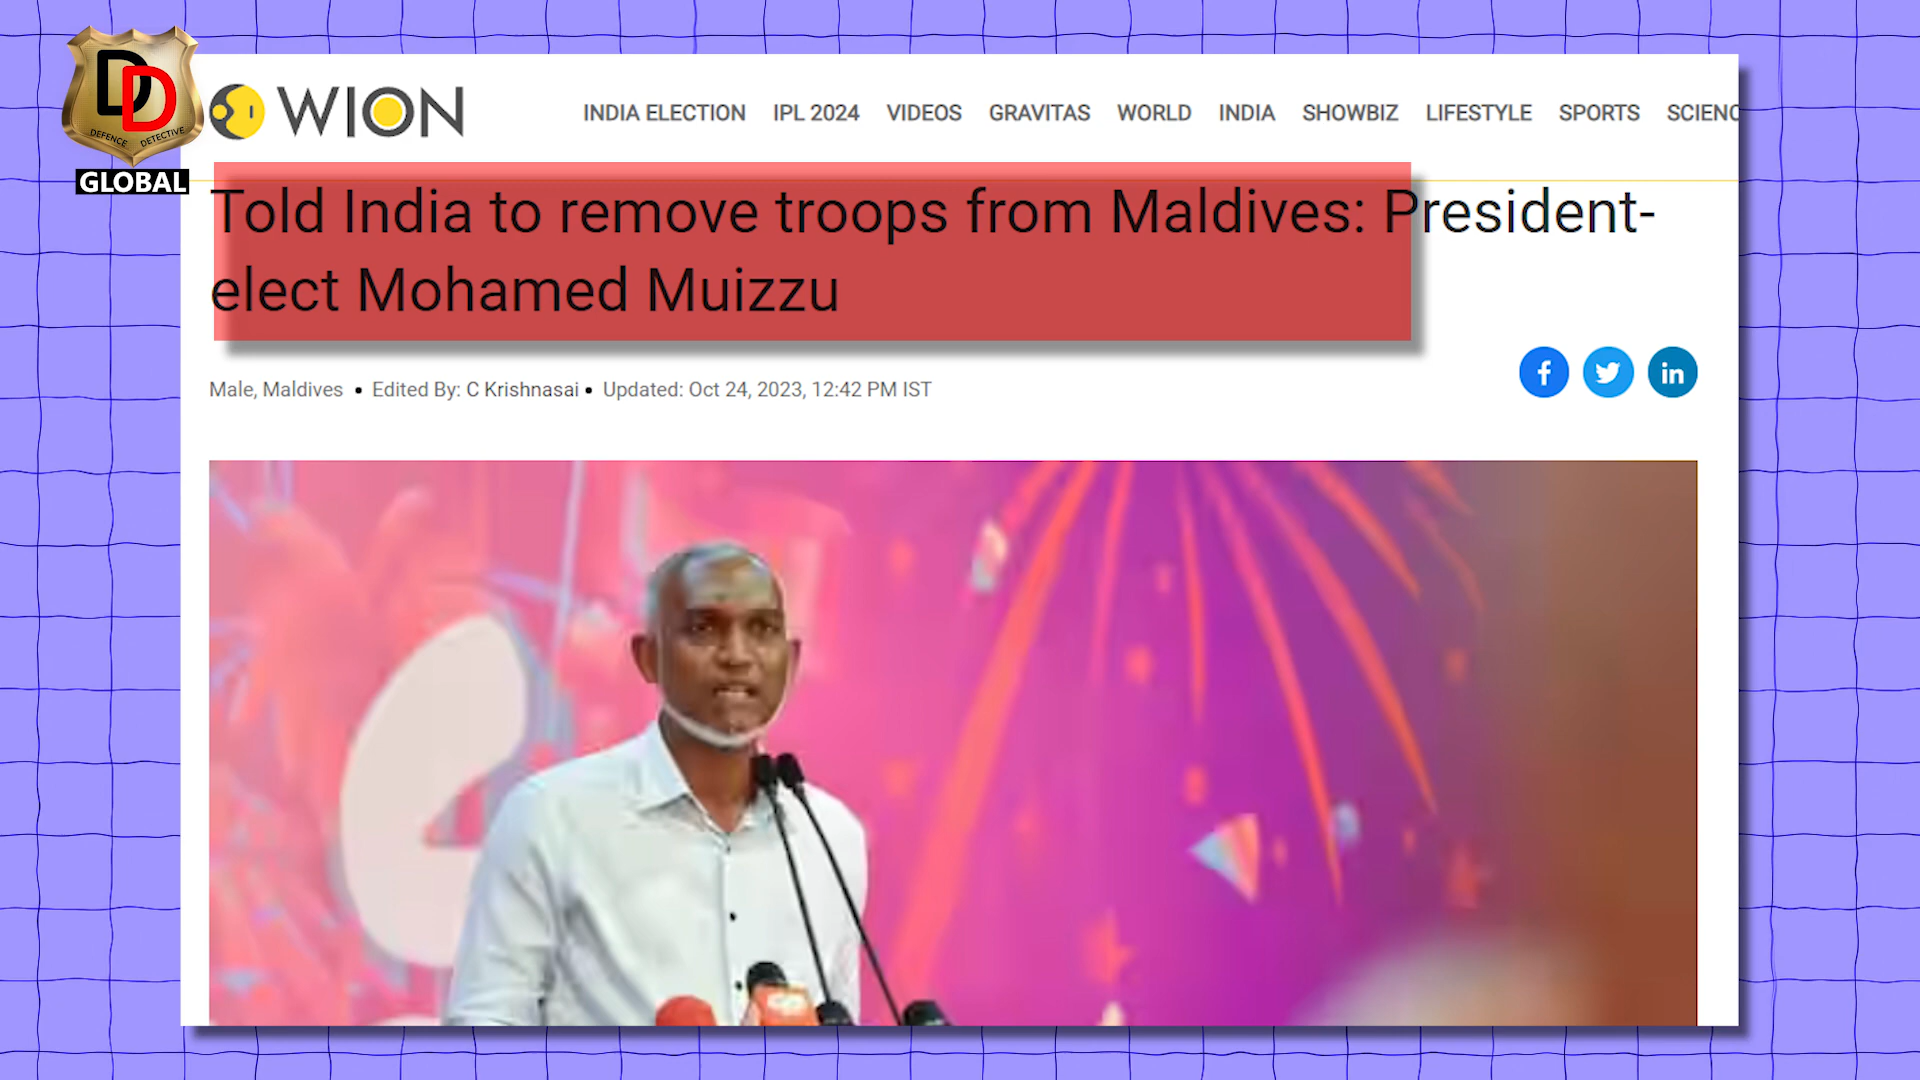 DD
DEFENCE DETECTIVE
GLOBAL
WION
INDIA ELECTION IPL 2024 VIDEOS GRAVITAS WORLD INDIA SHOWBIZ LIFESTYLE SPORTS SCIENC
Told India to remove troops from Maldives: President-
elect Mohamed Muizzu
Male, Maldives • Edited By: C Krishnasai • Updated: Oct 24, 2023, 12:42 PM IST
f
in